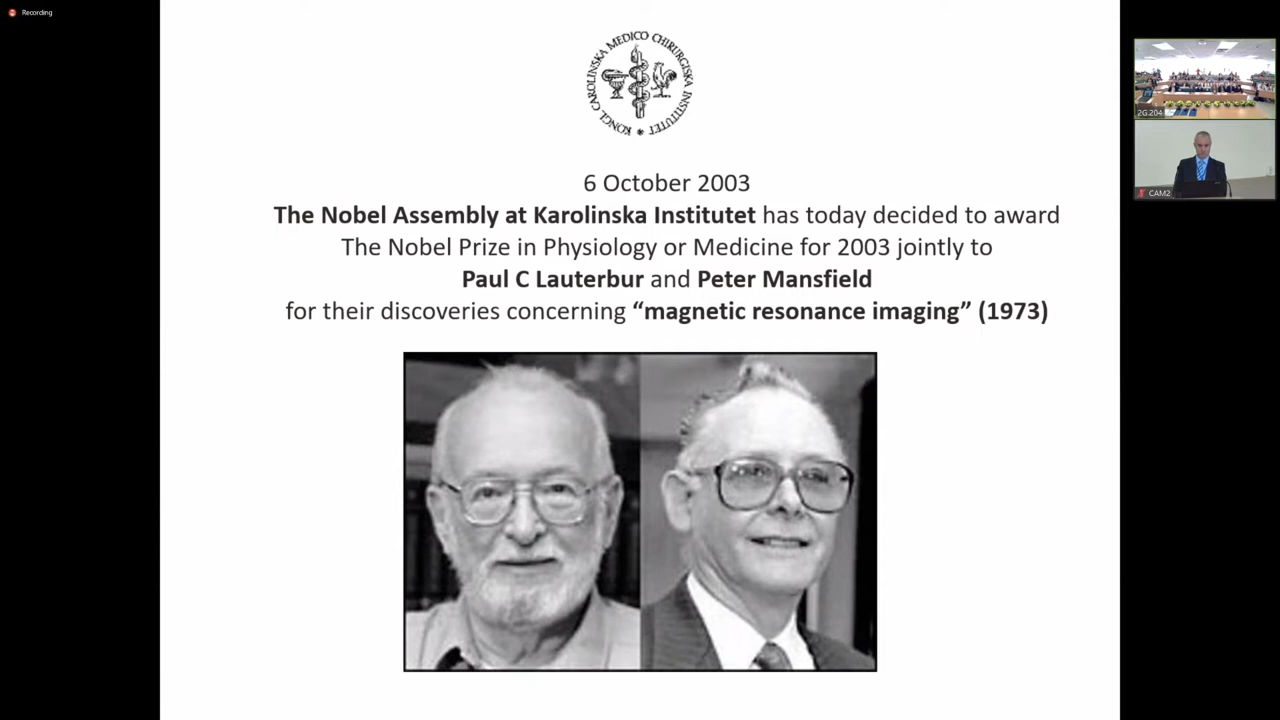 Recording
KONGL CAROLINSKA MEDICO CHIRURGISKA INSTITUTET *
6 October 2003
The Nobel Assembly at Karolinska Institutet has today decided to award
The Nobel Prize in Physiology or Medicine for 2003 jointly to
Paul C Lauterbur and Peter Mansfield
for their discoveries concerning “magnetic resonance imaging” (1973)
2G.204
CAM2